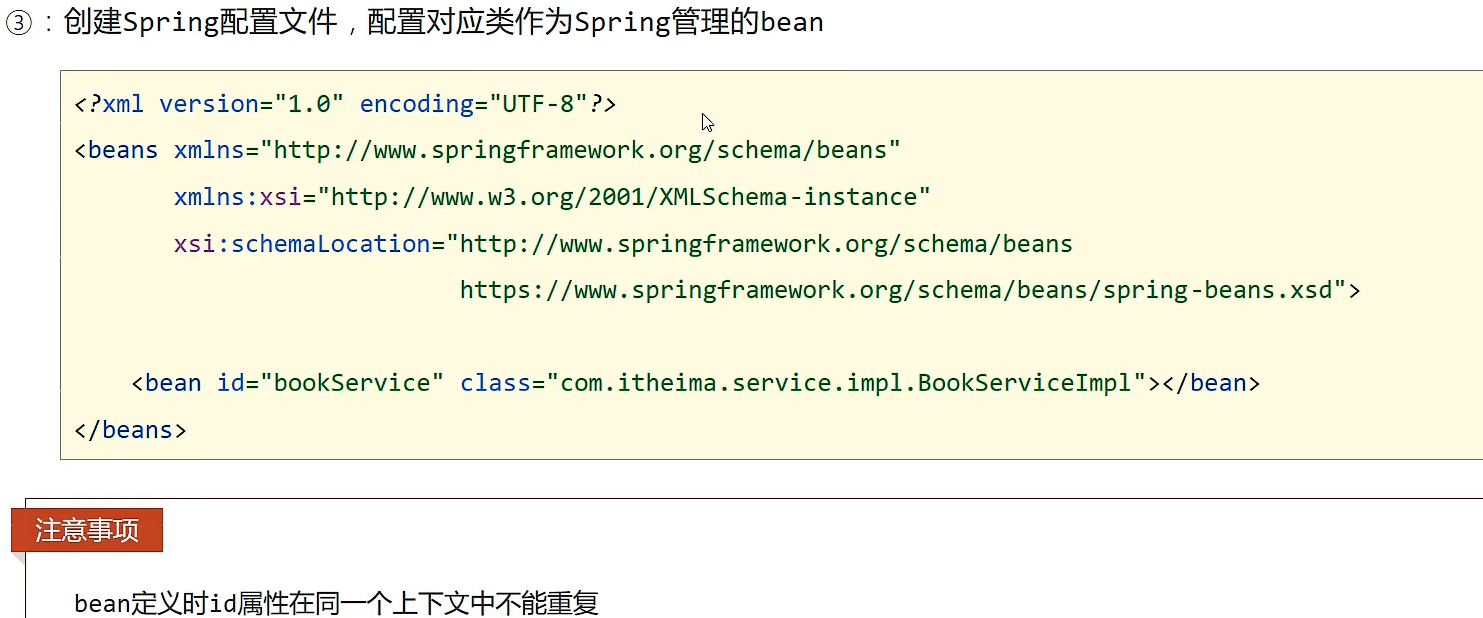 ③：创建Spring配置文件，配置对应类作为Spring管理的bean
<?xml version="1.0" encoding="UTF-8"?>
<beans xmlns="http://www.springframework.org/schema/beans"
xmlns:xsi="http://www.w3.org/2001/XMLSchema-instance"
xsi:schemaLocation="http://www.springframework.org/schema/beans
https://www.springframework.org/schema/beans/spring-beans.xsd">
<bean id="bookService" class="com.itheima.service.impl.BookServiceImpl"></bean>
</beans>
注意事项
bean定义时id属性在同一个上下文中不能重复